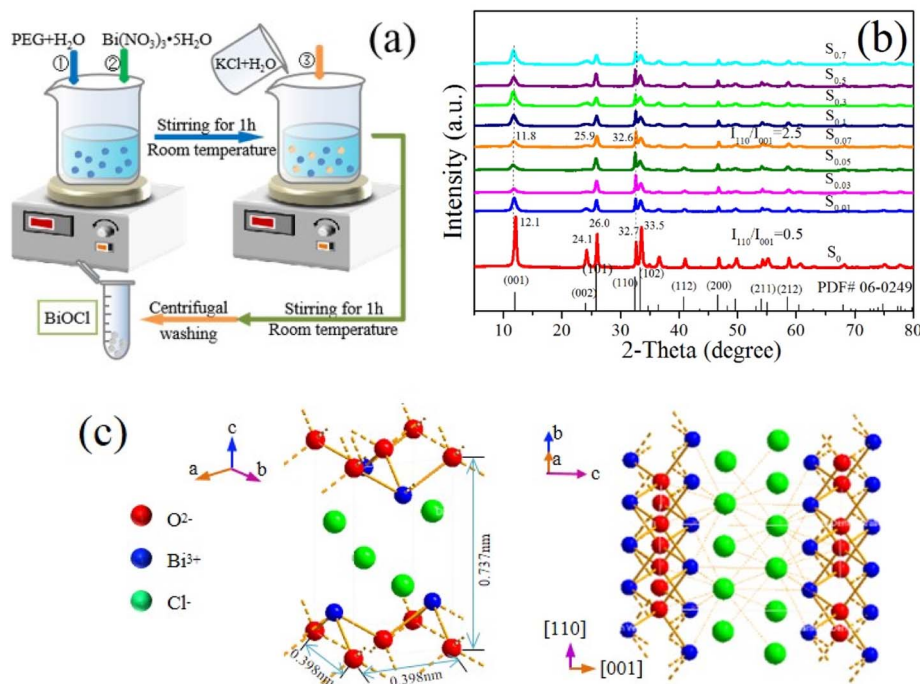 (a)
PEG+H₂O
Bi(NO₃)₃•5H₂O
①
②
KCl+H₂O
③
Stirring for 1h
Room temperature
BiOCl
Centrifugal
washing
Stirring for 1h
Room temperature
(b)
Intensity (a.u.)
S0.7
S0.5
S0.3
S0.1
11.8
25.9
32.6
I110/I001=2.5
S0.07
S0.05
S0.03
S0.01
12.1
24.1
26.0
32.7
33.5
I110/I001=0.5
S0
(001)
(002)
(101)
(110)
(102)
(112)
(200)
(211)
(212)
PDF# 06-0249
10 20 30 40 50 60 70 80
2-Theta (degree)
(c)
c
a
b
O²⁻
Bi³⁺
Cl⁻
0.737nm
0.398nm
0.398nm
b
a
c
[110]
[001]